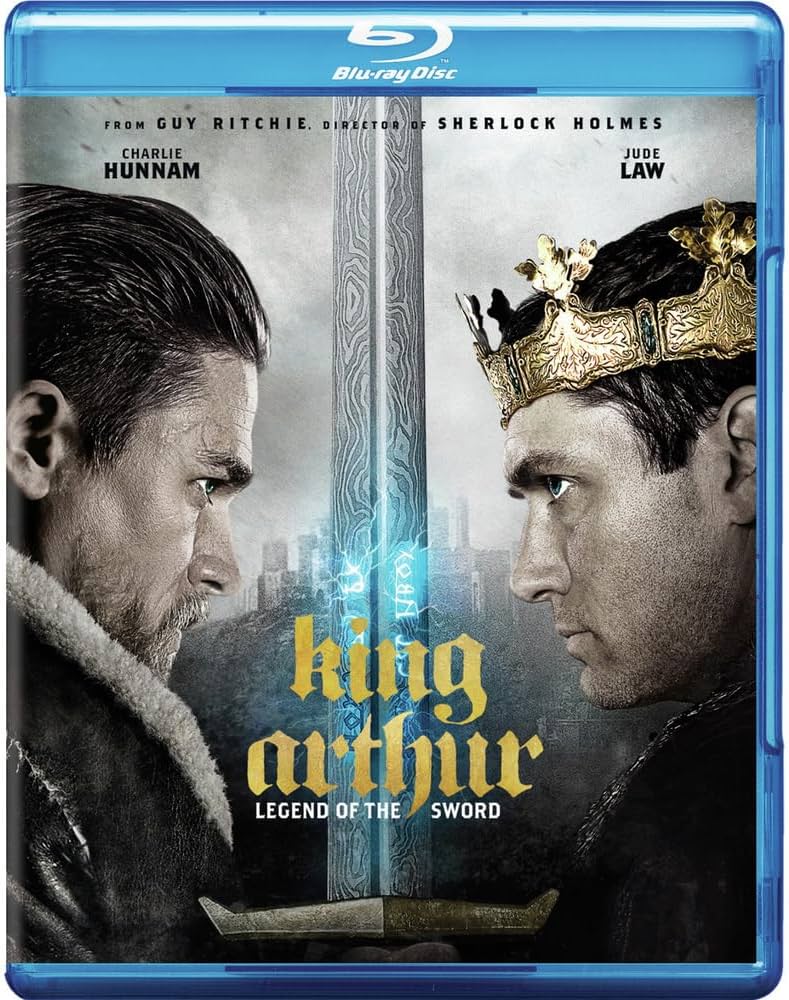 Blu-ray Disc™
FROM GUY RITCHIE, DIRECTOR OF SHERLOCK HOLMES
CHARLIE
HUNNAM
JUDE
LAW
king
arthur
LEGEND OF THE SWORD